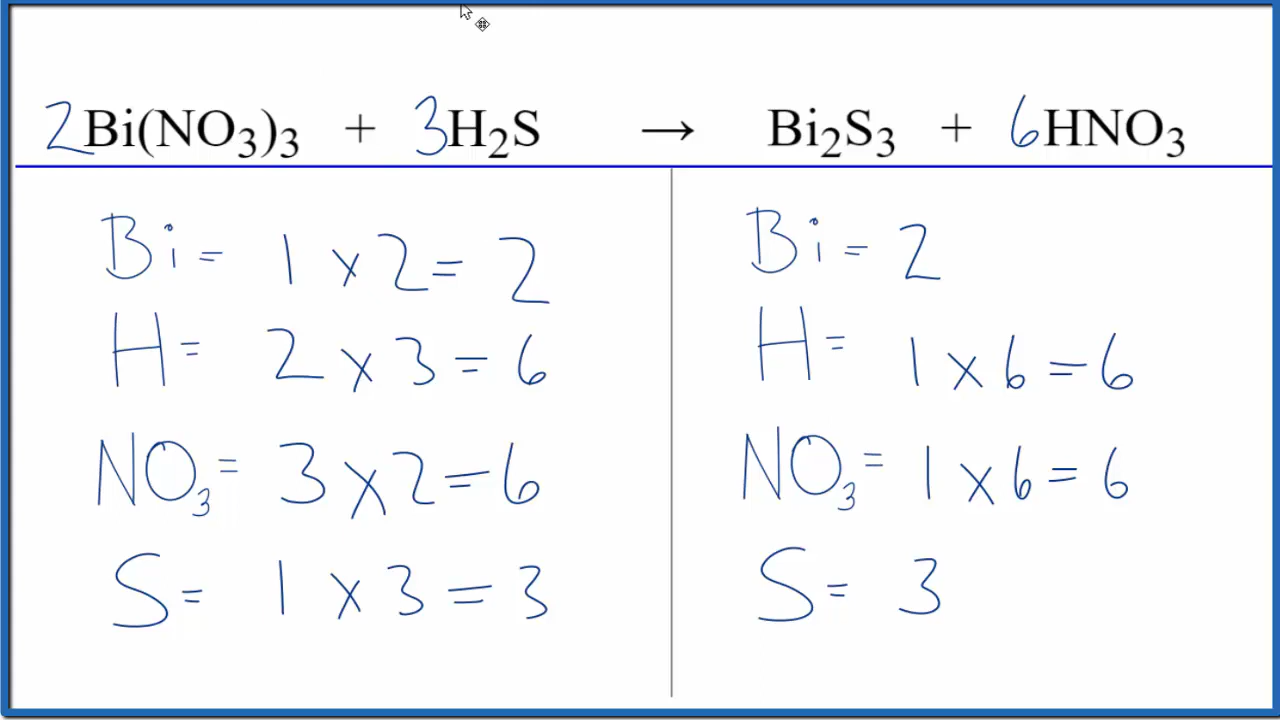 2Bi(NO₃)₃ + 3H₂S → Bi₂S₃ + 6HNO₃
Bi = 1 x 2 = 2
H = 2 x 3 = 6
NO₃ = 3 x 2 = 6
S = 1 x 3 = 3
Bi = 2
H = 1 x 6 = 6
NO₃ = 1 x 6 = 6
S = 3